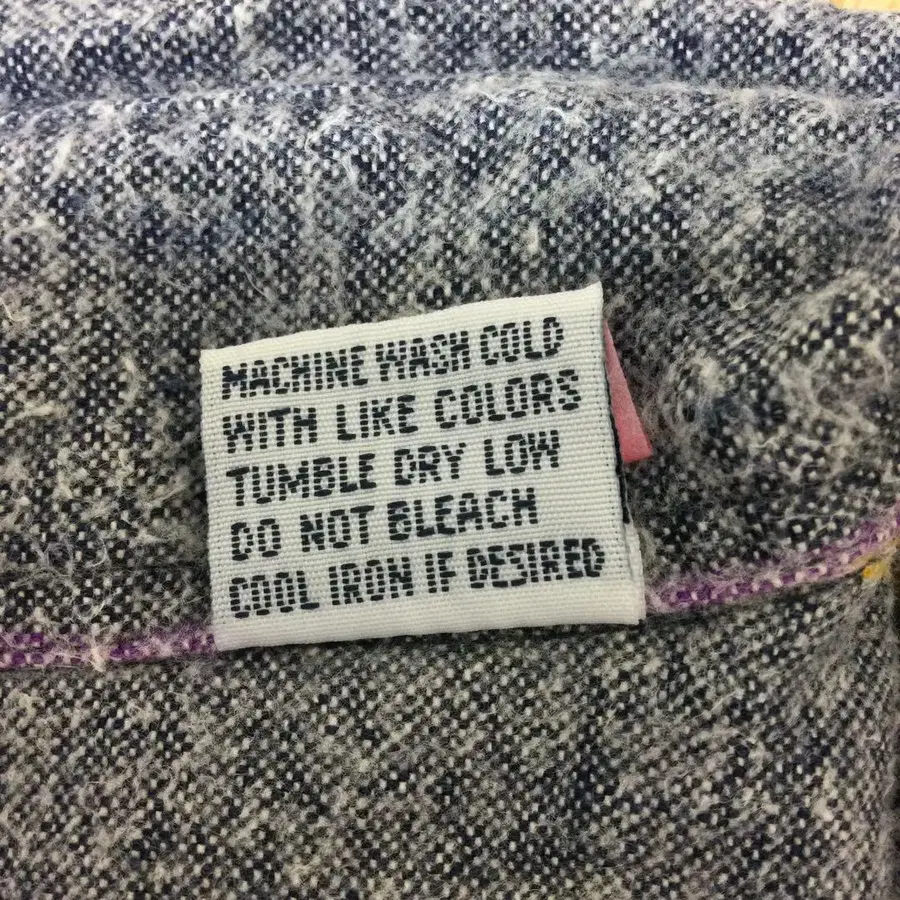 MACHINE WASH COLD
WITH LIKE COLORS
TUMBLE DRY LOW
DO NOT BLEACH
COOL IRON IF DESIRED